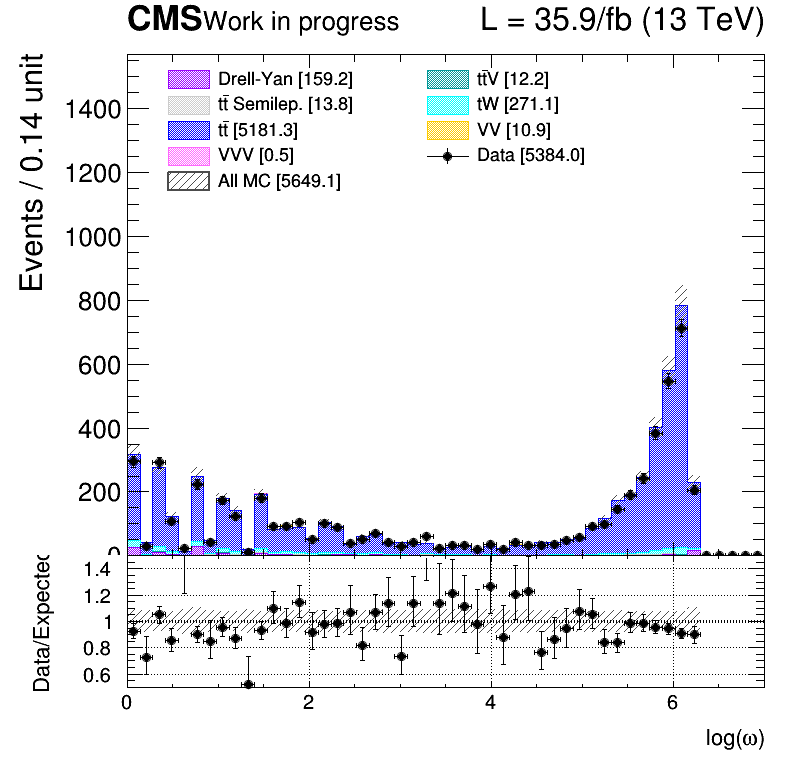 CMS Work in progress L = 35.9/fb (13 TeV)
Events / 0.14 unit
1400
1200
1000
800
600
400
200
0
Drell-Yan [159.2]
tt̄ Semilep. [13.8]
tt̄ [5181.3]
VVV [0.5]
All MC [5649.1]
tt̄V [12.2]
tW [271.1]
VV [10.9]
Data [5384.0]
Data/Expected
1.4
1.2
1
0.8
0.6
0 2 4 6
log(ω)